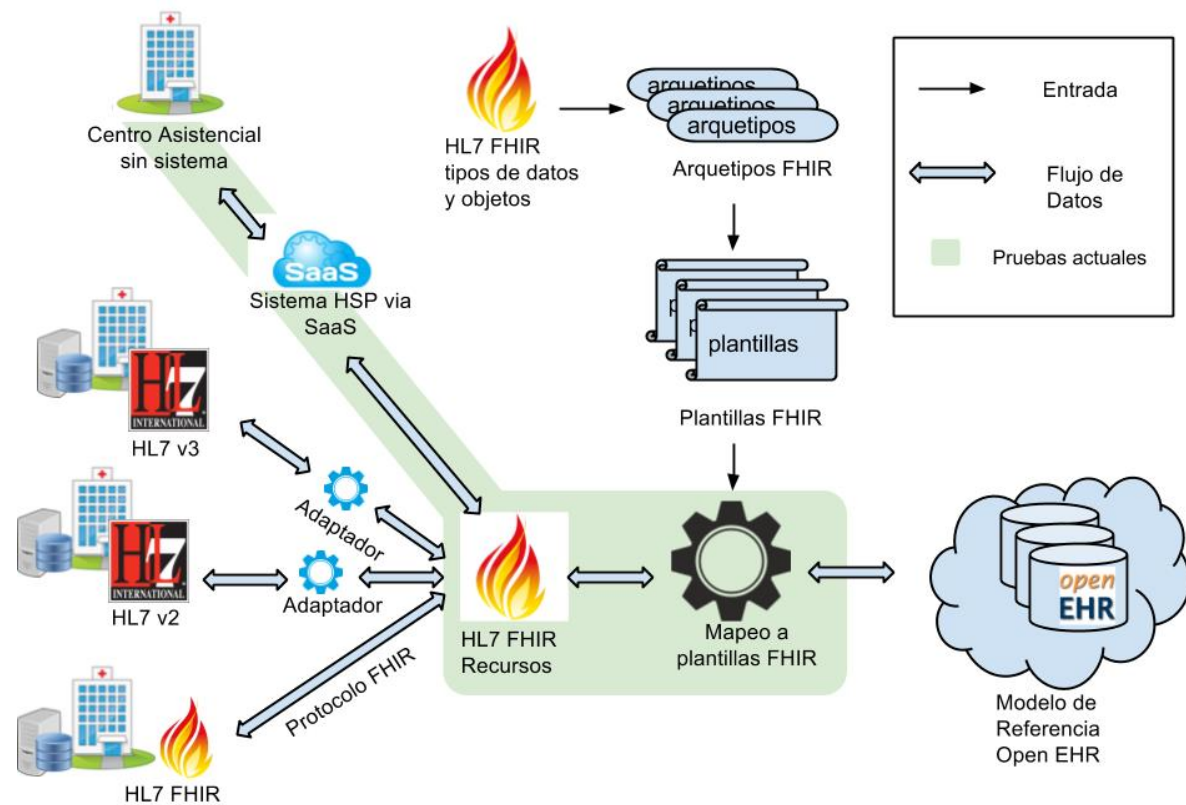 Centro Asistencial
sin sistema
SaaS
Sistema HSP via
SaaS
HL7 FHIR
tipos de datos
y objetos
arquetipos
arquetipos
arquetipos
Arquetipos FHIR
Entrada
Flujo de
Datos
Pruebas actuales
p
p
plantillas
Plantillas FHIR
HL7
INTERNATIONAL
HL7 v3
Adaptador
HL7
INTERNATIONAL
HL7 v2
Adaptador
Protocolo FHIR
HL7 FHIR
HL7 FHIR
Recursos
Mapeo a
plantillas FHIR
open
EHR
Modelo de
Referencia
Open EHR